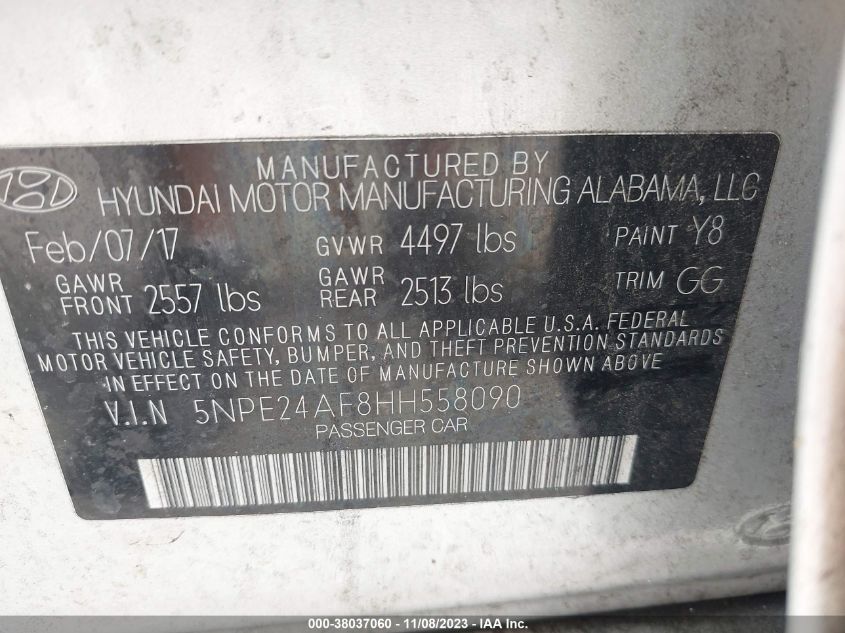 MANUFACTURED BY
HYUNDAI MOTOR MANUFACTURING ALABAMA, LLC
Feb/07/17 GVWR 4497 lbs PAINT Y8
GAWR FRONT 2557 lbs GAWR REAR 2513 lbs TRIM GG
THIS VEHICLE CONFORMS TO ALL APPLICABLE U.S.A. FEDERAL
MOTOR VEHICLE SAFETY, BUMPER, AND THEFT PREVENTION STANDARDS
IN EFFECT ON THE DATE OF MANUFACTURE SHOWN ABOVE
V.I.N 5NPE24AF8HH558090
PASSENGER CAR
000-38037060 - 11/08/2023 - IAA Inc.